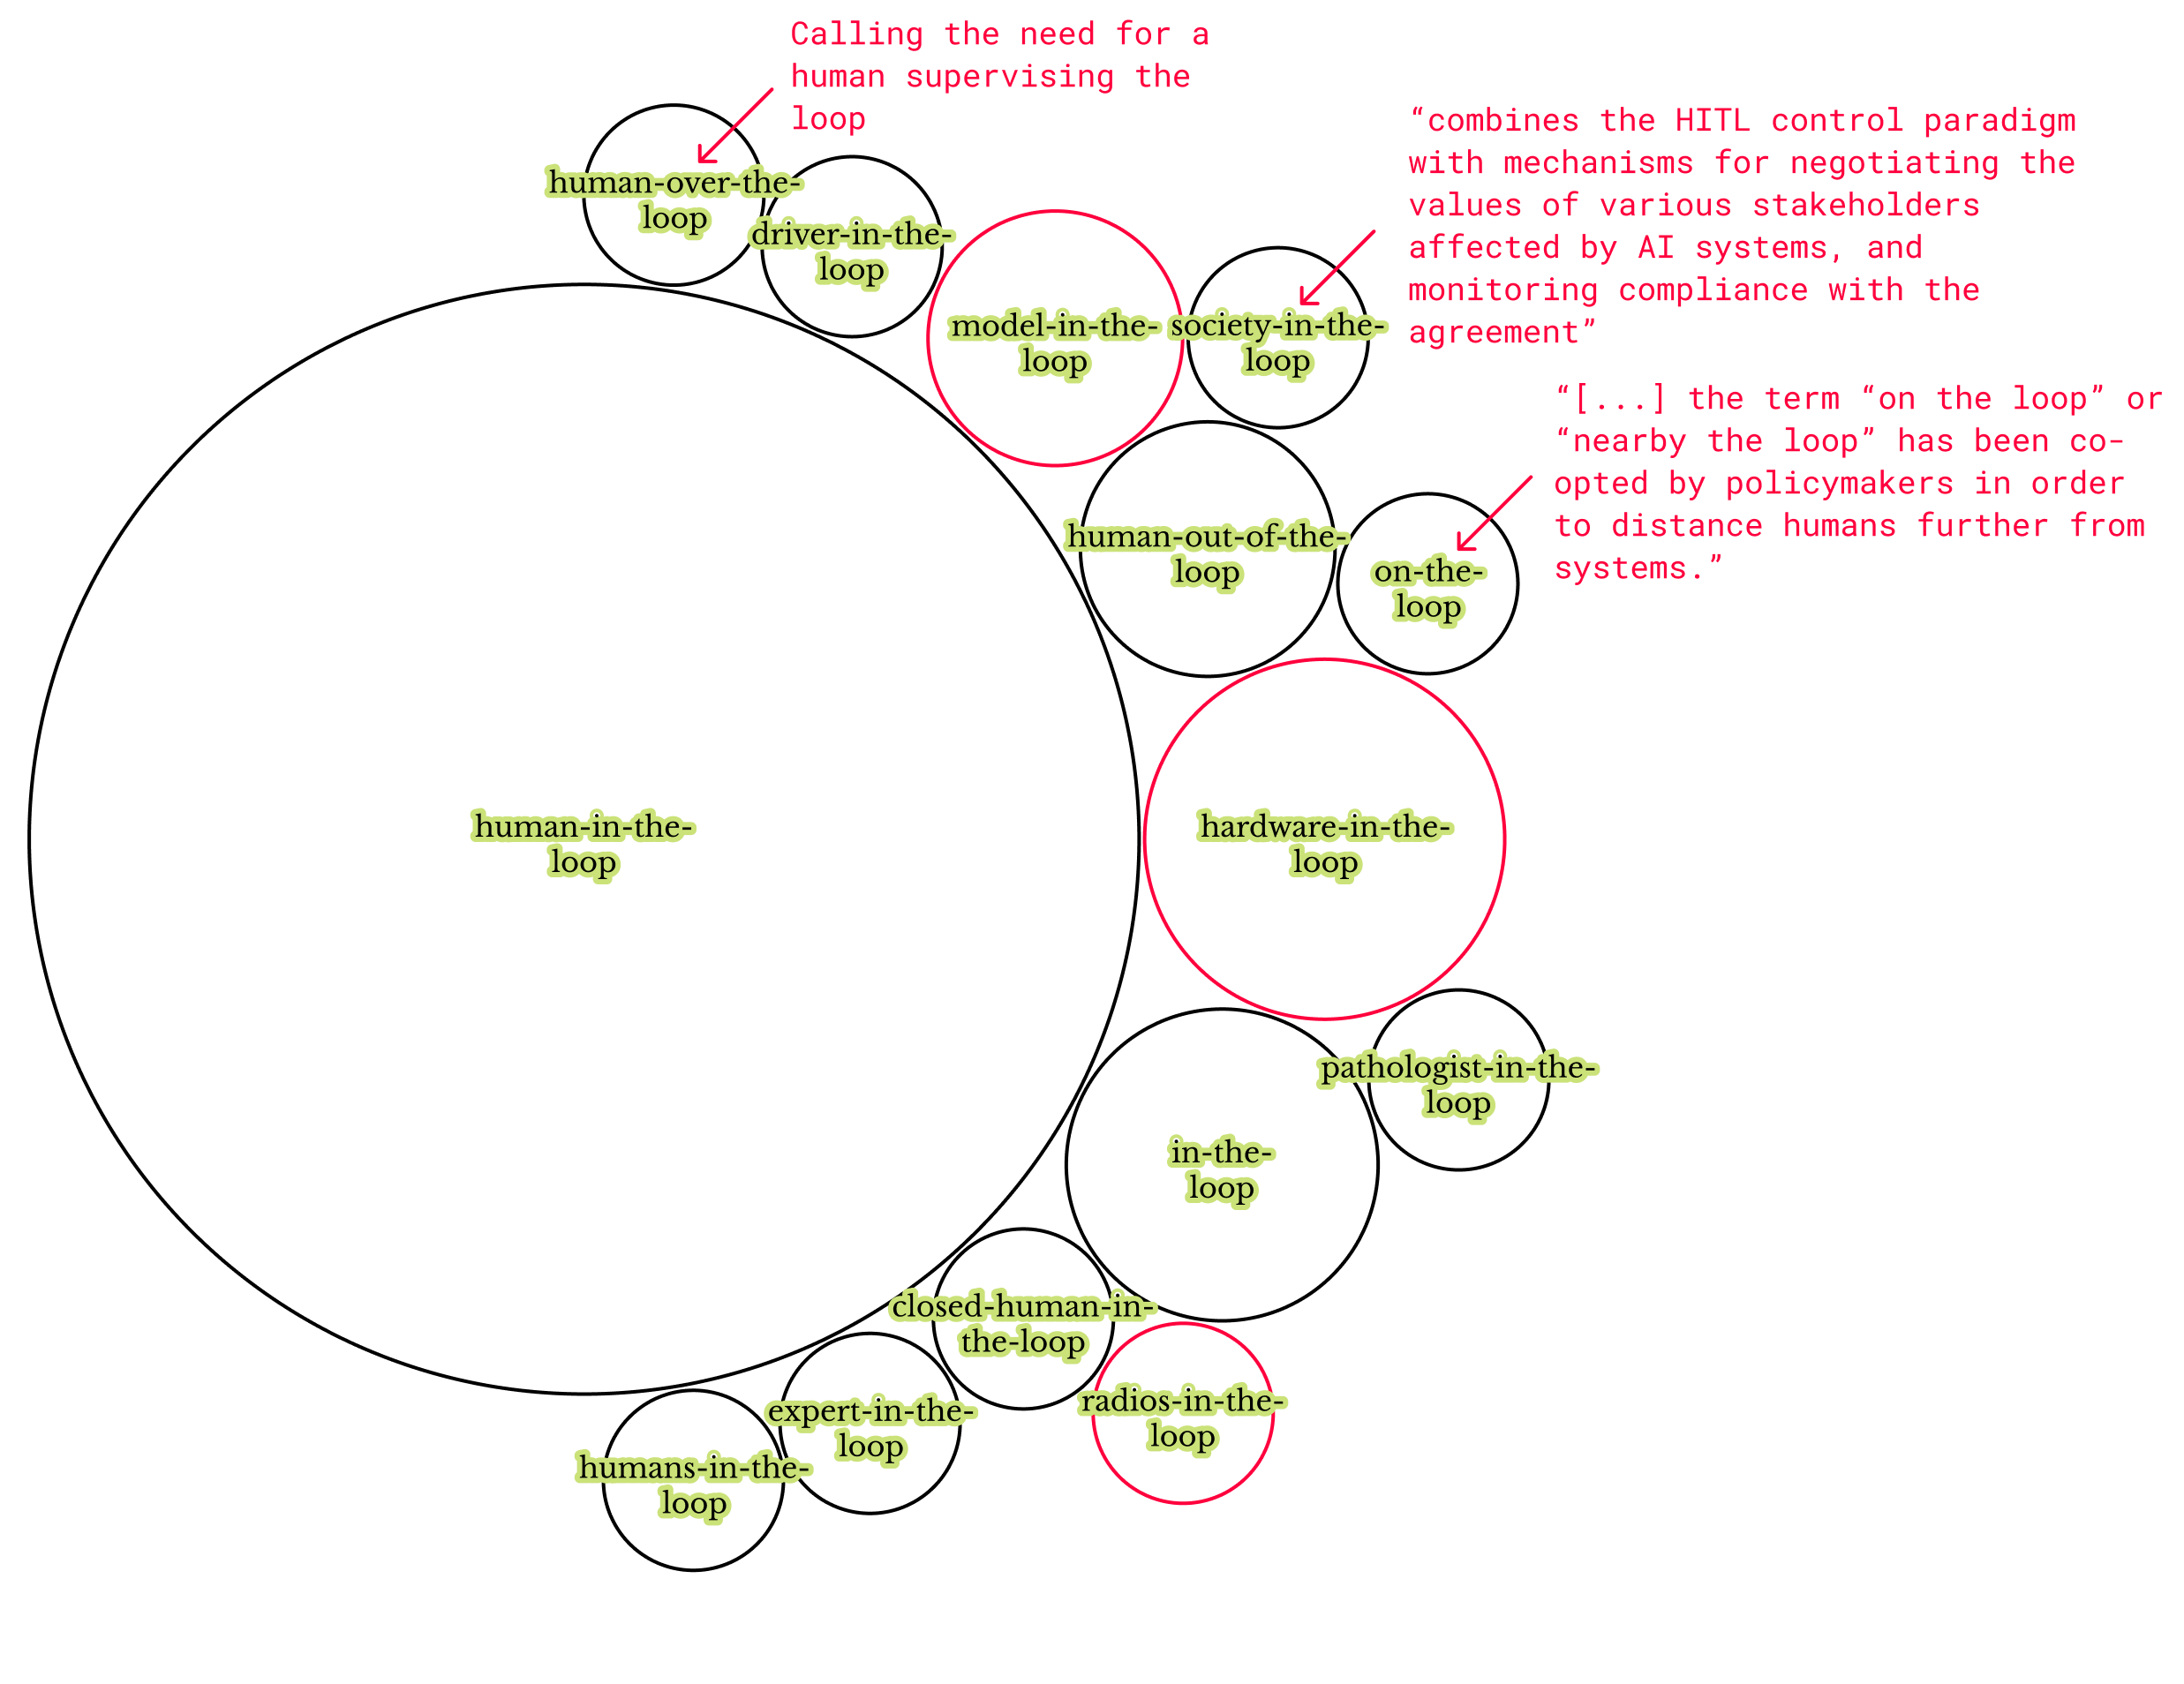 Calling the need for a
human supervising the
loop
“combines the HITL control paradigm
with mechanisms for negotiating the
values of various stakeholders
affected by AI systems, and
monitoring compliance with the
agreement”
“[...] the term “on the loop” or
“nearby the loop” has been co-
opted by policymakers in order
to distance humans further from
systems.”
human-over-the-
loop
driver-in-the-
loop
model-in-the-
loop
society-in-the-
loop
human-out-of-the-
loop
on-the-
loop
human-in-the-
loop
hardware-in-the-
loop
pathologist-in-the-
loop
in-the-
loop
closed-human-in-
the-loop
expert-in-the-
loop
radios-in-the-
loop
humans-in-the-
loop